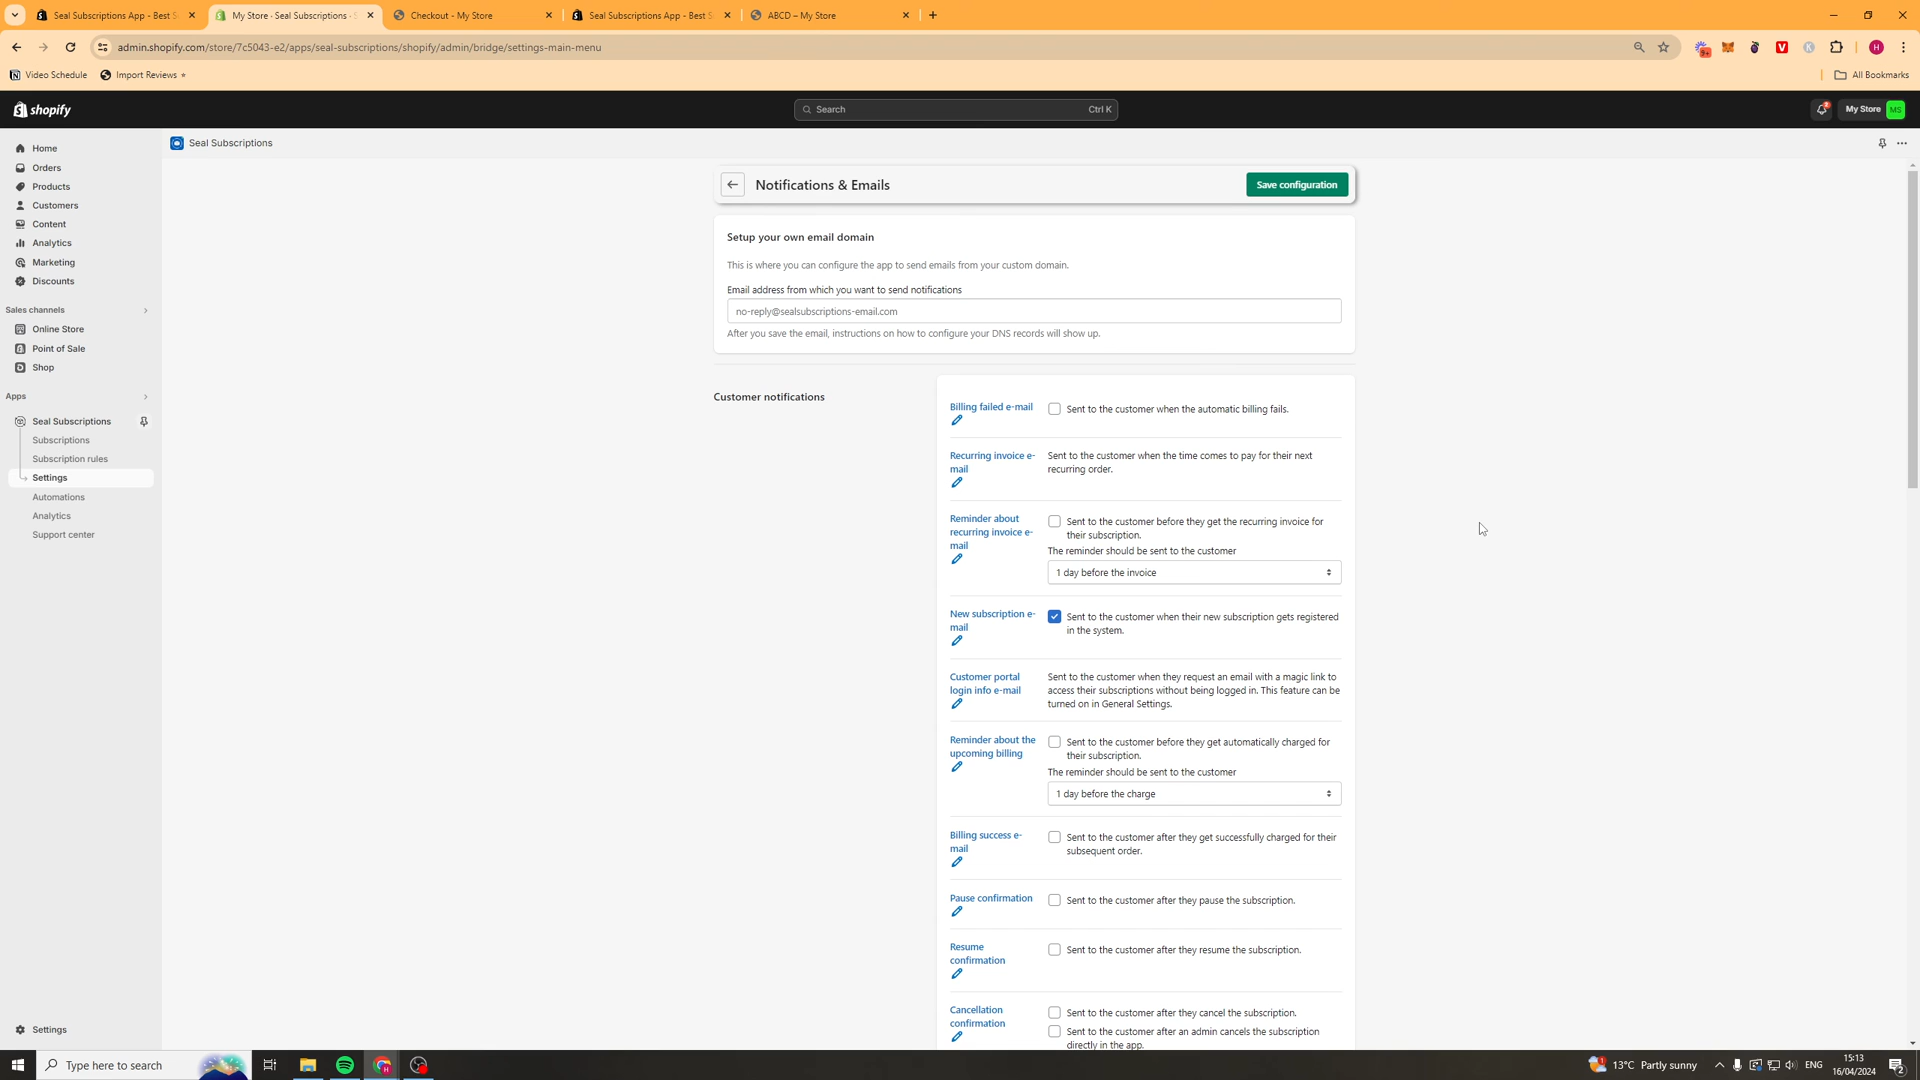 Seal Subscriptions App - Best S
My Store · Seal Subscriptions · S
Checkout - My Store
Seal Subscriptions App - Best S
ABCD – My Store
admin.shopify.com/store/7c5043-e2/apps/seal-subscriptions/shopify/admin/bridge/settings-main-menu
9+
H
Video Schedule
Import Reviews
All Bookmarks
shopify
Search
Ctrl K
My Store
MS
Home
Orders
Products
Customers
Content
Analytics
Marketing
Discounts
Sales channels
Online Store
Point of Sale
Shop
Apps
Seal Subscriptions
Subscriptions
Subscription rules
Settings
Automations
Analytics
Support center
Settings
Seal Subscriptions
Notifications & Emails
Save configuration
Setup your own email domain
This is where you can configure the app to send emails from your custom domain.
Email address from which you want to send notifications
no-reply@sealsubscriptions-email.com
After you save the email, instructions on how to configure your DNS records will show up.
Customer notifications
Billing failed e-mail
Sent to the customer when the automatic billing fails.
Recurring invoice e-
mail
Sent to the customer when the time comes to pay for their next
recurring order.
Reminder about
recurring invoice e-
mail
Sent to the customer before they get the recurring invoice for
their subscription.
The reminder should be sent to the customer
1 day before the invoice
New subscription e-
mail
Sent to the customer when their new subscription gets registered
in the system.
Customer portal
login info e-mail
Sent to the customer when they request an email with a magic link to
access their subscriptions without being logged in. This feature can be
turned on in General Settings.
Reminder about the
upcoming billing
Sent to the customer before they get automatically charged for
their subscription.
The reminder should be sent to the customer
1 day before the charge
Billing success e-
mail
Sent to the customer after they get successfully charged for their
subsequent order.
Pause confirmation
Sent to the customer after they pause the subscription.
Resume
confirmation
Sent to the customer after they resume the subscription.
Cancellation
confirmation
Sent to the customer after they cancel the subscription.
Sent to the customer after an admin cancels the subscription
directly in the app.
Type here to search
13°C Partly sunny
ENG
15:13
16/04/2024